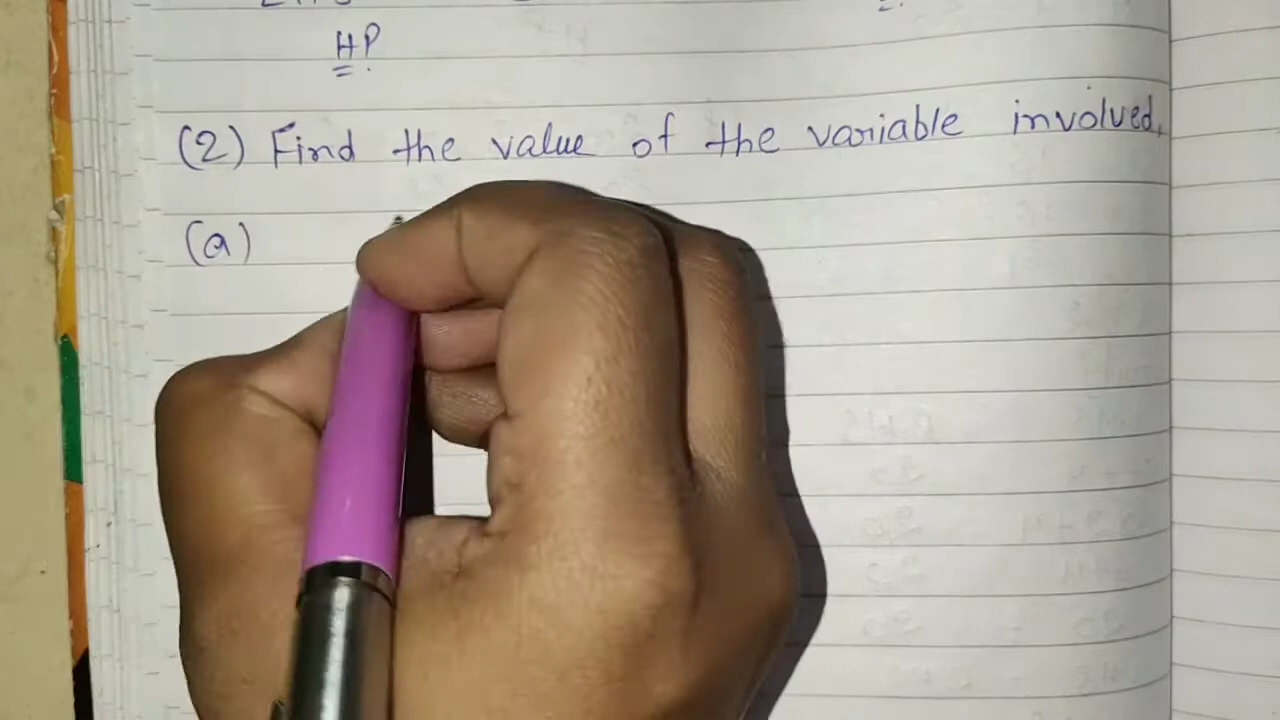 HP.
(2) Find the value of the variable involved.
(a)